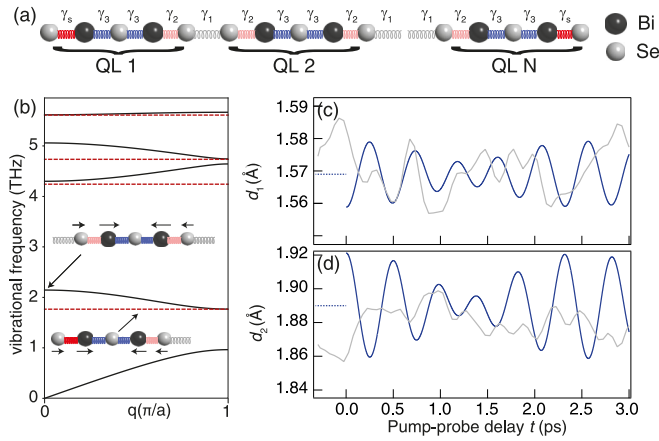 (a)
γs γ3 γ3 γ2 γ1 γ2 γ3 γ3 γ2 γ1 γ1 γ2 γ3 γ3 γs
Bi
QL 1 QL 2 QL N
Se
(b)
vibrational frequency (THz)
5
4
3
2
1
0
0 q(π/a) 1
(c)
d1 (Å)
1.59
1.58
1.57
1.56
(d)
d2 (Å)
1.92
1.90
1.88
1.86
1.84
0.0 0.5 1.0 1.5 2.0 2.5 3.0
Pump-probe delay t (ps)